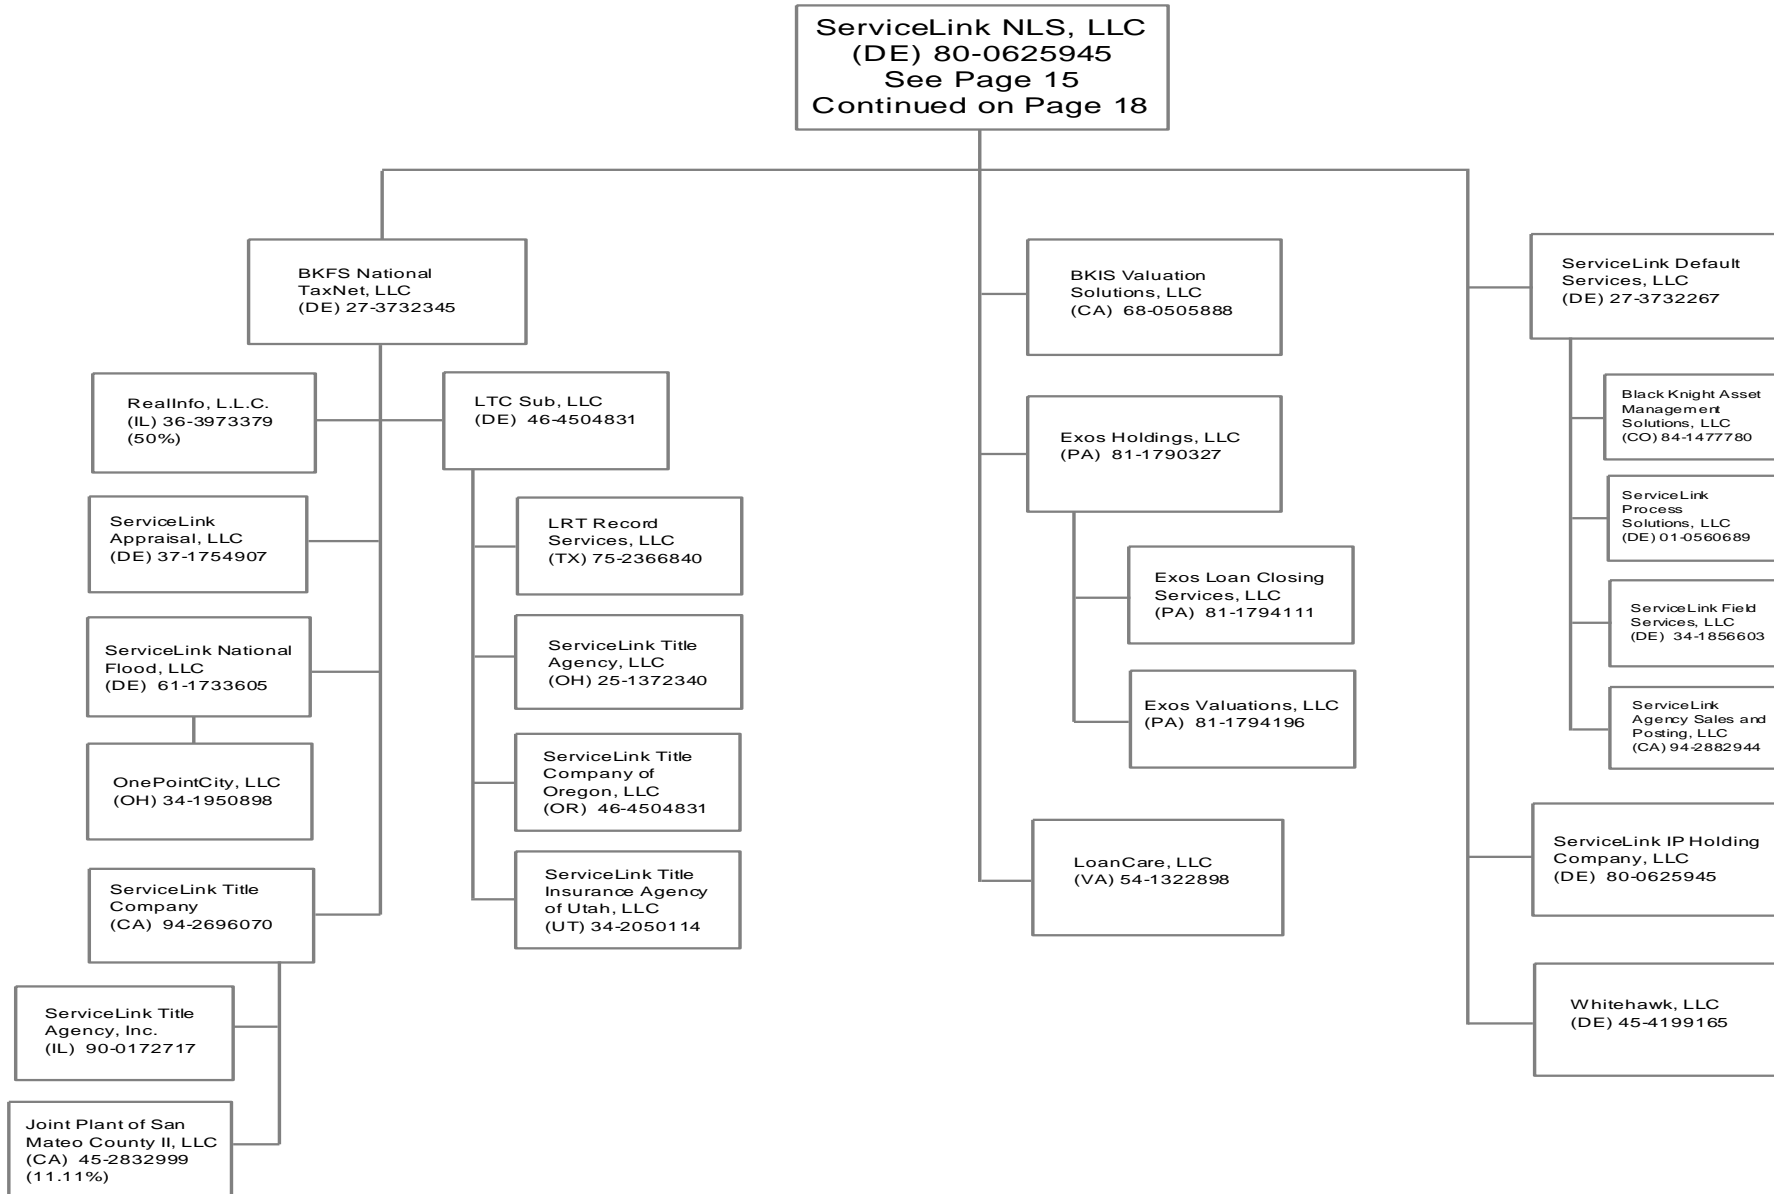 ServiceLink NLS, LLC
(DE) 80-0625945
See Page 15
Continued on Page 18
BKFS National
TaxNet, LLC
(DE) 27-3732345
RealInfo, L.L.C.
(IL) 36-3973379
(50%)
ServiceLink
Appraisal, LLC
(DE) 37-1754907
ServiceLink National
Flood, LLC
(DE) 61-1733605
OnePointCity, LLC
(OH) 34-1950898
ServiceLink Title
Company
(CA) 94-2696070
ServiceLink Title
Agency, Inc.
(IL) 90-0172717
Joint Plant of San
Mateo County II, LLC
(CA) 45-2832999
(11.11%)
LTC Sub, LLC
(DE) 46-4504831
LRT Record
Services, LLC
(TX) 75-2366840
ServiceLink Title
Agency, LLC
(OH) 25-1372340
ServiceLink Title
Company of
Oregon, LLC
(OR) 46-4504831
ServiceLink Title
Insurance Agency
of Utah, LLC
(UT) 34-2050114
BKIS Valuation
Solutions, LLC
(CA) 68-0505888
Exos Holdings, LLC
(PA) 81-1790327
Exos Loan Closing
Services, LLC
(PA) 81-1794111
Exos Valuations, LLC
(PA) 81-1794196
LoanCare, LLC
(VA) 54-1322898
ServiceLink Default
Services, LLC
(DE) 27-3732267
Black Knight Asset
Management
Solutions, LLC
(CO) 84-1477780
ServiceLink
Process
Solutions, LLC
(DE) 01-0560689
ServiceLink Field
Services, LLC
(DE) 34-1856603
ServiceLink
Agency Sales and
Posting, LLC
(CA) 94-2882944
ServiceLink IP Holding
Company, LLC
(DE) 80-0625945
Whitehawk, LLC
(DE) 45-4199165